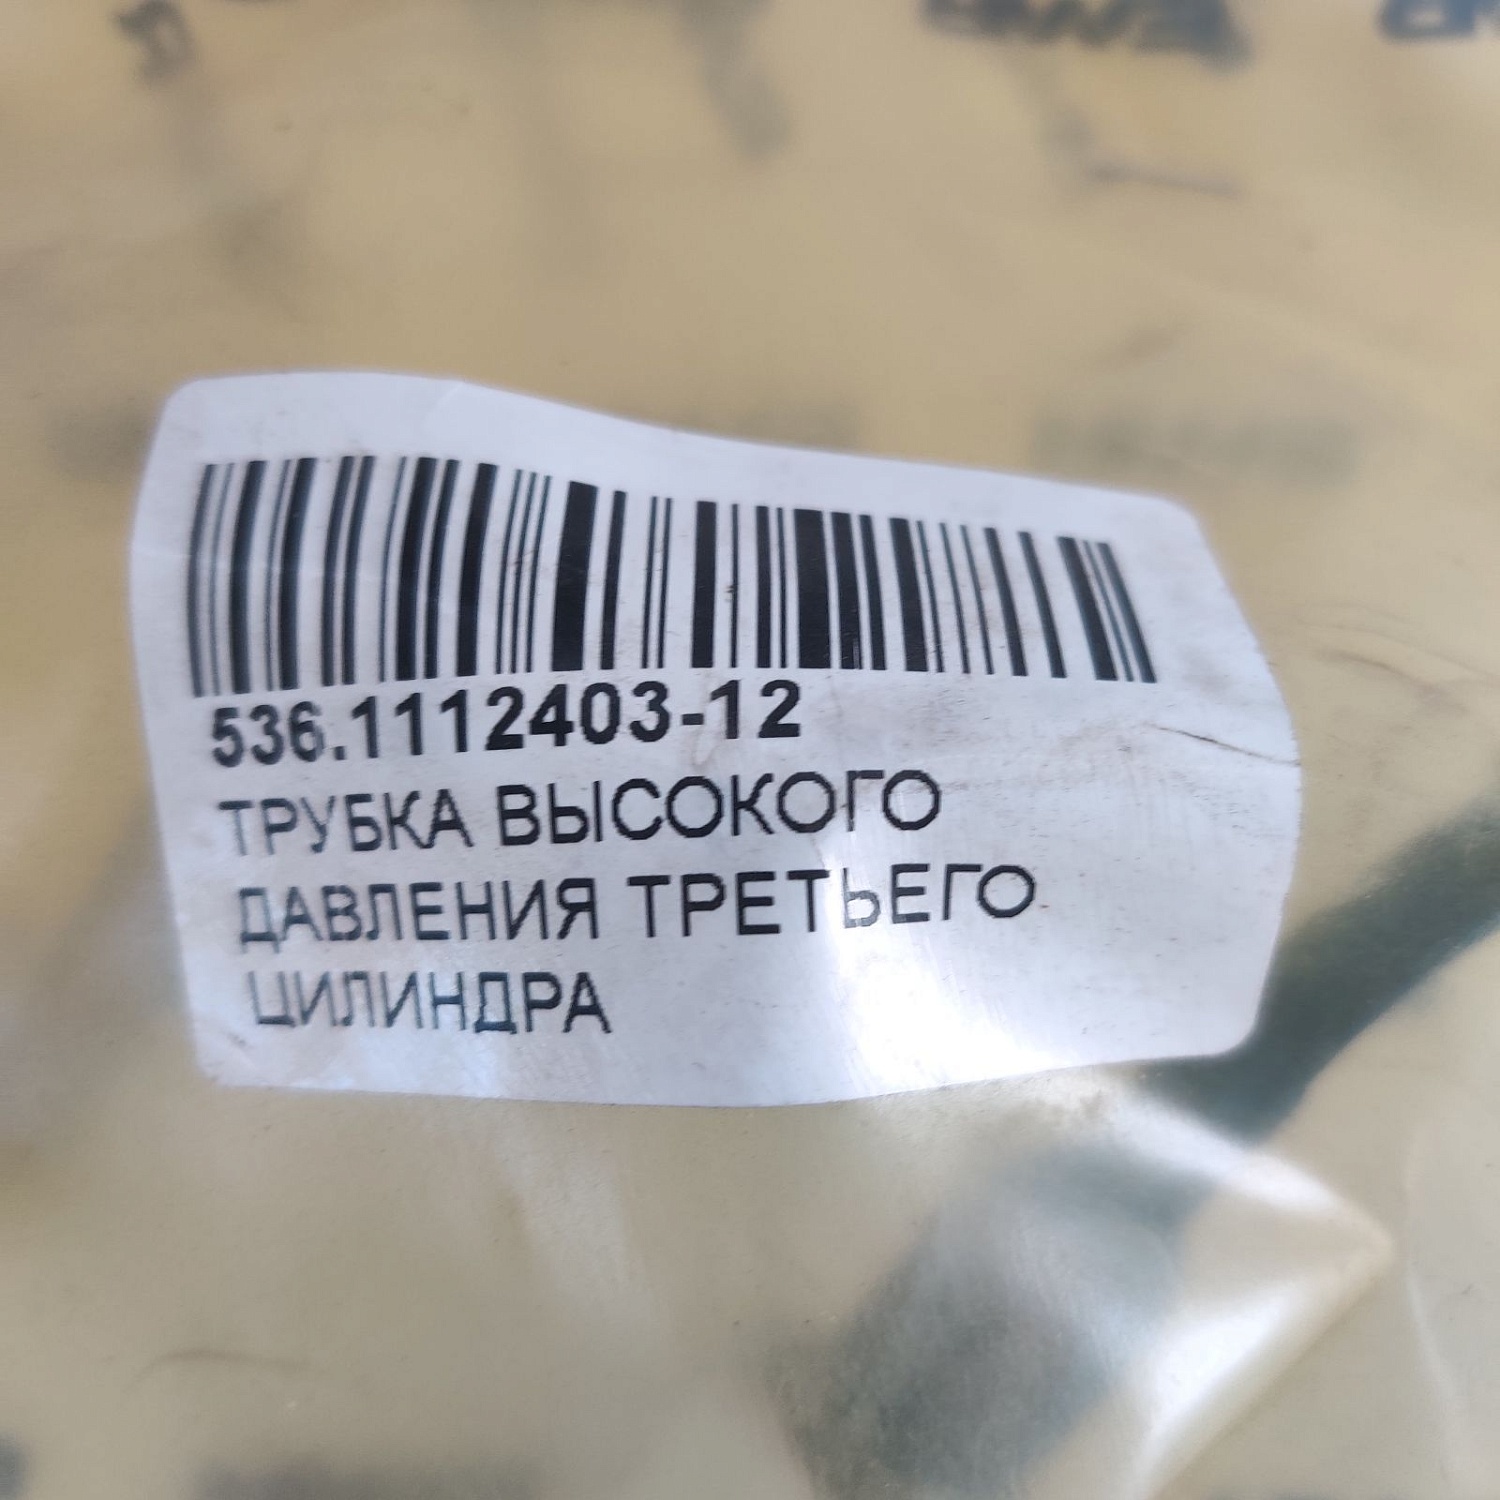 536.1112403-12
ТРУБКА ВЫСОКОГО
ДАВЛЕНИЯ ТРЕТЬЕГО
ЦИЛИНДРА